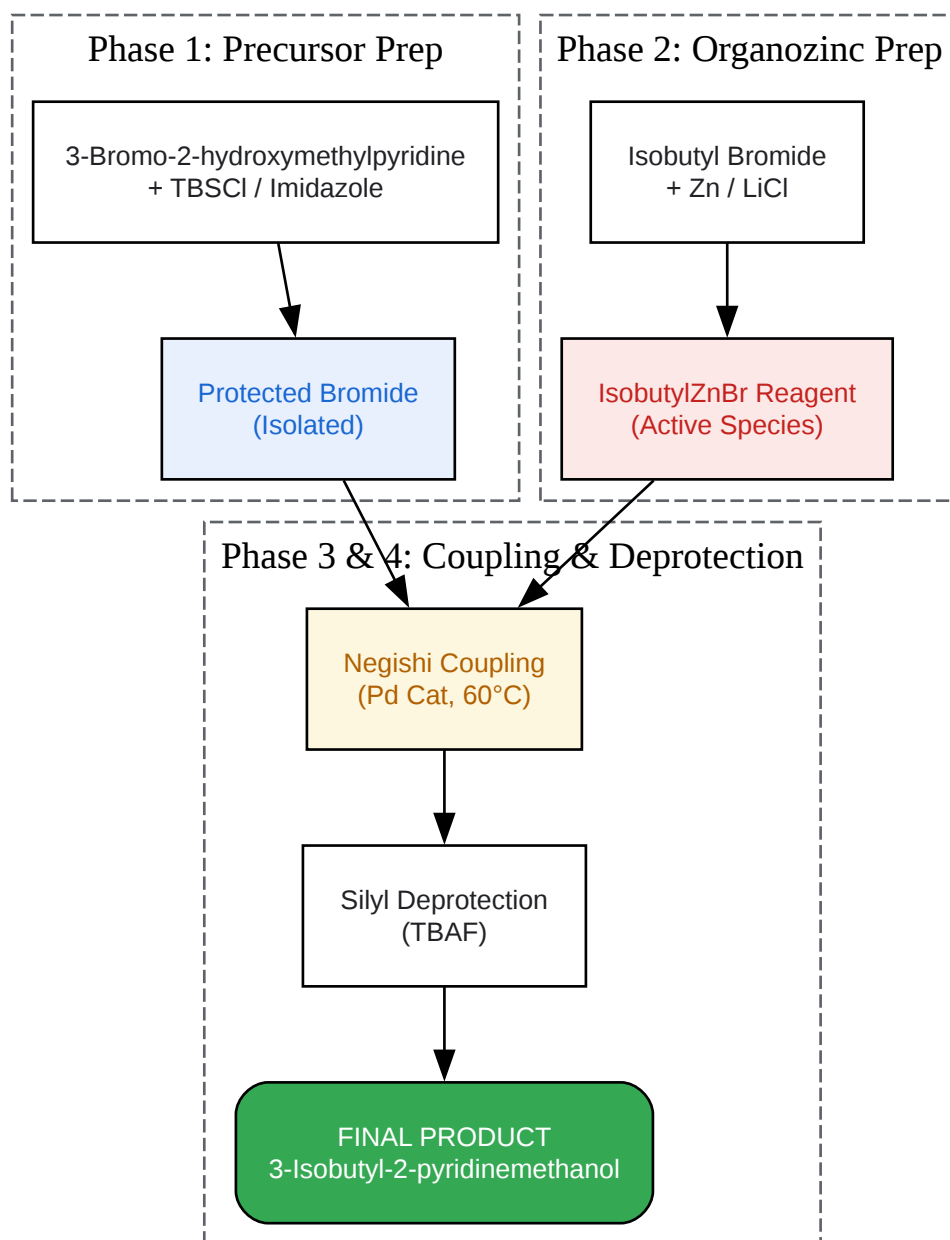 Phase 1: Precursor Prep
3-Bromo-2-hydroxymethylpyridine
+ TBSCl / Imidazole
Protected Bromide
(Isolated)
Phase 2: Organozinc Prep
Isobutyl Bromide
+ Zn / LiCl
IsobutylZnBr Reagent
(Active Species)
Phase 3 & 4: Coupling & Deprotection
Negishi Coupling
(Pd Cat, 60°C)
Silyl Deprotection
(TBAF)
FINAL PRODUCT
3-Isobutyl-2-pyridinemethanol